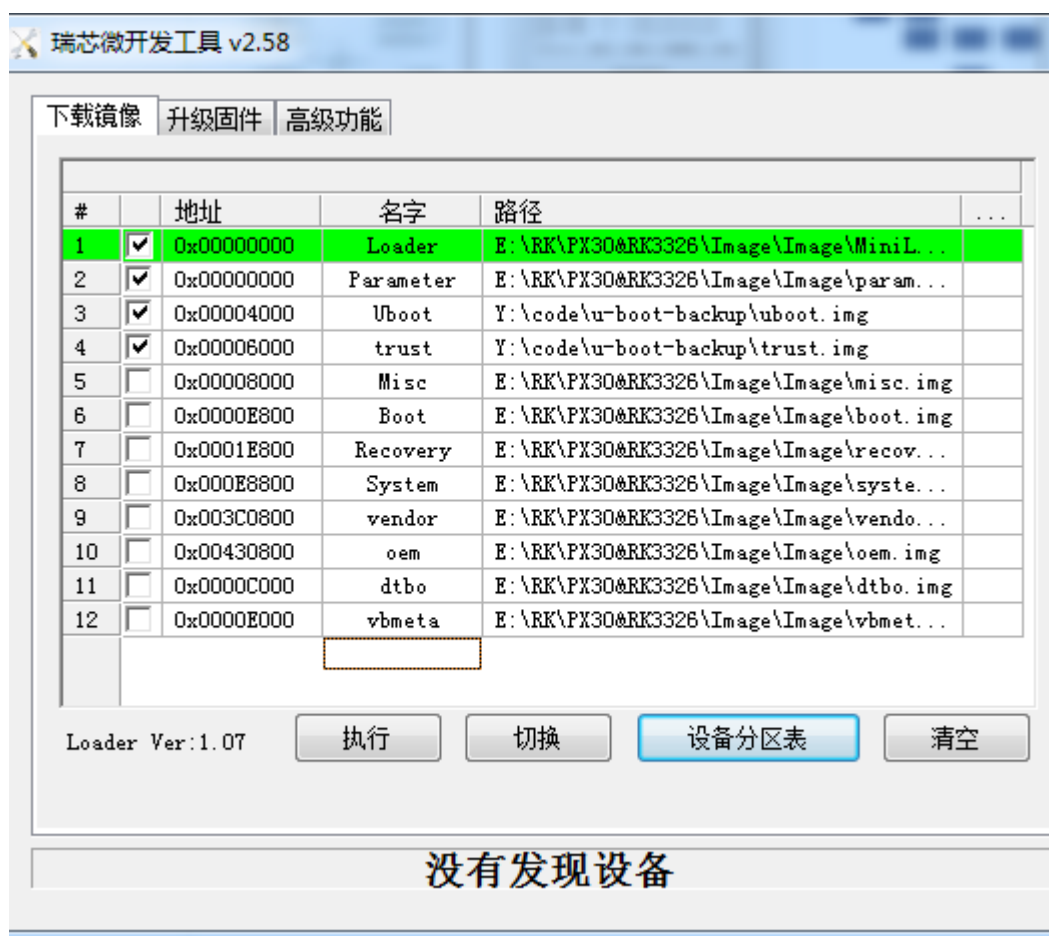 瑞芯微开发工具 v2.58
下载镜像 升级固件 高级功能
# 地址 名字 路径 ...
1 0x00000000 Loader E:\RK\PX30&RK3326\Image\Image\MiniL...
2 0x00000000 Parameter E:\RK\PX30&RK3326\Image\Image\param...
3 0x00004000 Uboot Y:\code\u-boot-backup\uboot.img
4 0x00006000 trust Y:\code\u-boot-backup\trust.img
5 0x00008000 Misc E:\RK\PX30&RK3326\Image\Image\misc.img
6 0x0000E800 Boot E:\RK\PX30&RK3326\Image\Image\boot.img
7 0x0001E800 Recovery E:\RK\PX30&RK3326\Image\Image\recov...
8 0x000E8800 System E:\RK\PX30&RK3326\Image\Image\syste...
9 0x003C0800 vendor E:\RK\PX30&RK3326\Image\Image\vendo...
10 0x00430800 oem E:\RK\PX30&RK3326\Image\Image\oem.img
11 0x0000C000 dtbo E:\RK\PX30&RK3326\Image\Image\dtbo.img
12 0x0000E000 vbmeta E:\RK\PX30&RK3326\Image\Image\vbmet...
Loader Ver:1.07 执行 切换 设备分区表 清空
没有发现设备